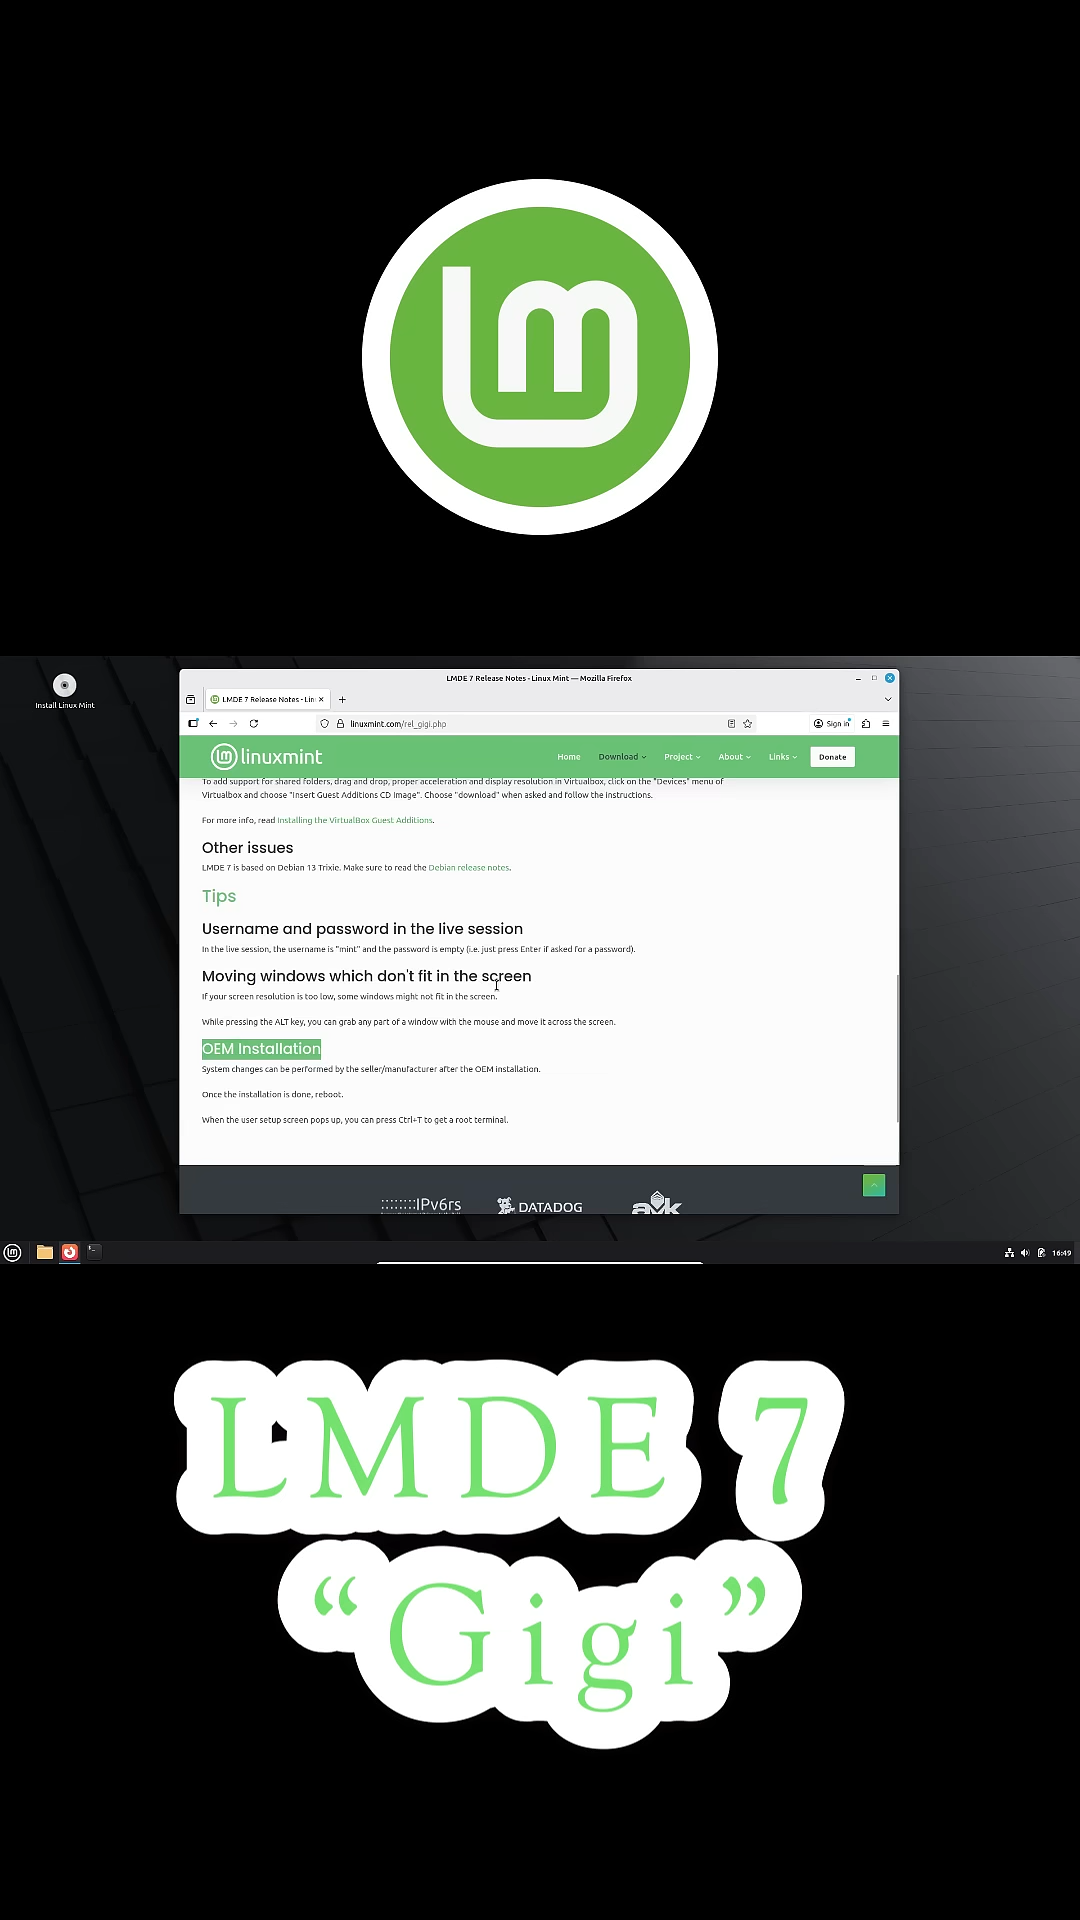 lm
Install Linux Mint
LMDE 7 Release Notes - Linux Mint — Mozilla Firefox
LMDE 7 Release Notes - Lin
linuxmint.com/rel_gigi.php
Sign in
linuxmint
Home
Download
Project
About
Links
Donate
To add support for shared folders, drag and drop, proper acceleration and display resolution in Virtualbox, click on the "Devices" menu of
Virtualbox and choose "Insert Guest Additions CD Image". Choose "download" when asked and follow the instructions.
For more info, read Installing the VirtualBox Guest Additions.
Other issues
LMDE 7 is based on Debian 13 Trixie. Make sure to read the Debian release notes.
Tips
Username and password in the live session
In the live session, the username is "mint" and the password is empty (i.e. just press Enter if asked for a password).
Moving windows which don't fit in the screen
If your screen resolution is too low, some windows might not fit in the screen.
While pressing the ALT key, you can grab any part of a window with the mouse and move it across the screen.
OEM Installation
System changes can be performed by the seller/manufacturer after the OEM installation.
Once the installation is done, reboot.
When the user setup screen pops up, you can press Ctrl+T to get a root terminal.
IPv6rs
DATADOG
16:49
LMDE 7
“Gigi”